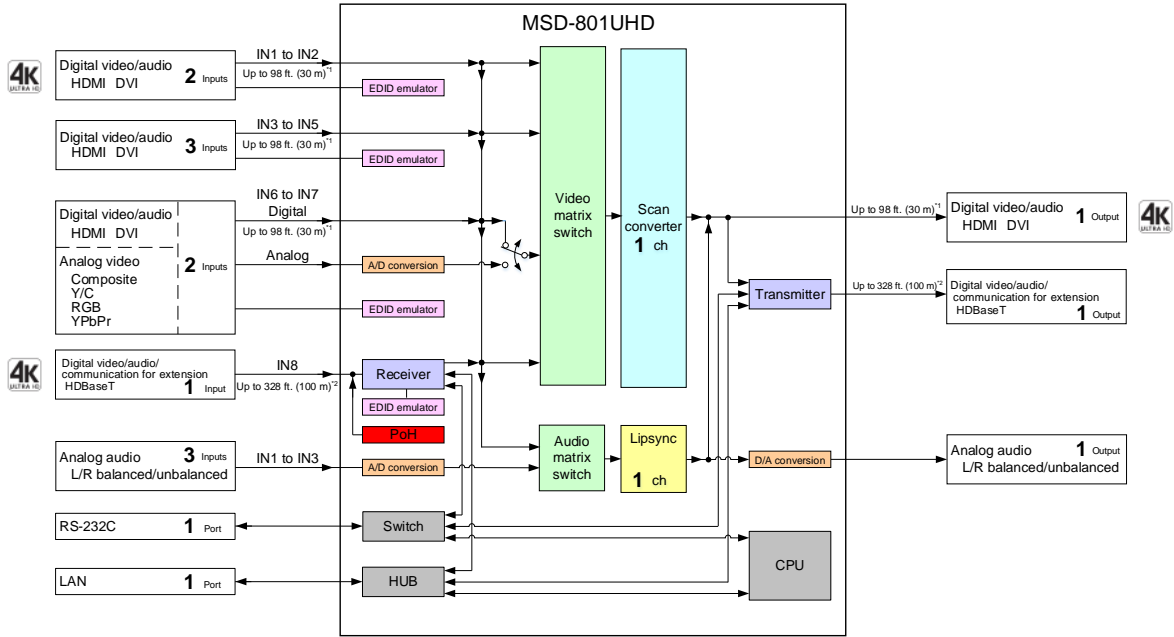 MSD-801UHD
4K
ULTRA HD
Digital video/audio
HDMI DVI
2 Inputs
IN1 to IN2
Up to 98 ft. (30 m)*1
EDID emulator
Digital video/audio
HDMI DVI
3 Inputs
IN3 to IN5
Up to 98 ft. (30 m)*1
EDID emulator
Digital video/audio
HDMI DVI
Analog video
Composite
Y/C
RGB
YPbPr
2 Inputs
IN6 to IN7
Digital
Up to 98 ft. (30 m)*1
Analog
A/D conversion
EDID emulator
4K
ULTRA HD
Digital video/audio/
communication for extension
HDBaseT
1 Input
IN8
Up to 328 ft. (100 m)*2
Receiver
EDID emulator
PoH
Analog audio
3 Inputs
L/R balanced/unbalanced
IN1 to IN3
A/D conversion
RS-232C
1 Port
Switch
LAN
1 Port
HUB
Video
matrix
switch
Scan
converter
1 ch
Audio
matrix
switch
Lipsync
1 ch
Transmitter
D/A conversion
CPU
Up to 98 ft. (30 m)*1
Digital video/audio
HDMI DVI
1 Output
4K
ULTRA HD
Up to 328 ft. (100 m)*2
Digital video/audio/
communication for extension
HDBaseT
1 Output
Analog audio
1 Output
L/R balanced/unbalanced